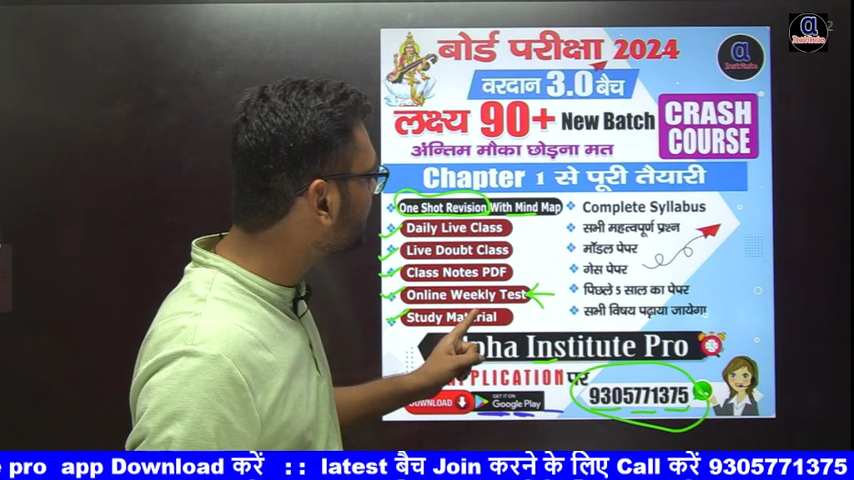 बोर्ड परीक्षा 2024
वरदान 3.0 बैच
लक्ष्य 90+ New Batch
CRASH COURSE
अंन्तिम मौका छोड़ना मत
Chapter 1 से पूरी तैयारी
One Shot Revision With Mind Map
Daily Live Class
Live Doubt Class
Class Notes PDF
Online Weekly Test
Study Material
Complete Syllabus
सभी महत्वपूर्ण प्रश्न
मॉडल पेपर
गेस पेपर
पिछले 5 साल का पेपर
सभी विषय पढ़ाया जायेगा
Institute Pro
APPLICATION पर
DOWNLOAD
GET IT ON
Google Play
9305771375
pro app Download करें :: latest बैच Join करने के लिए Call करें 9305771375